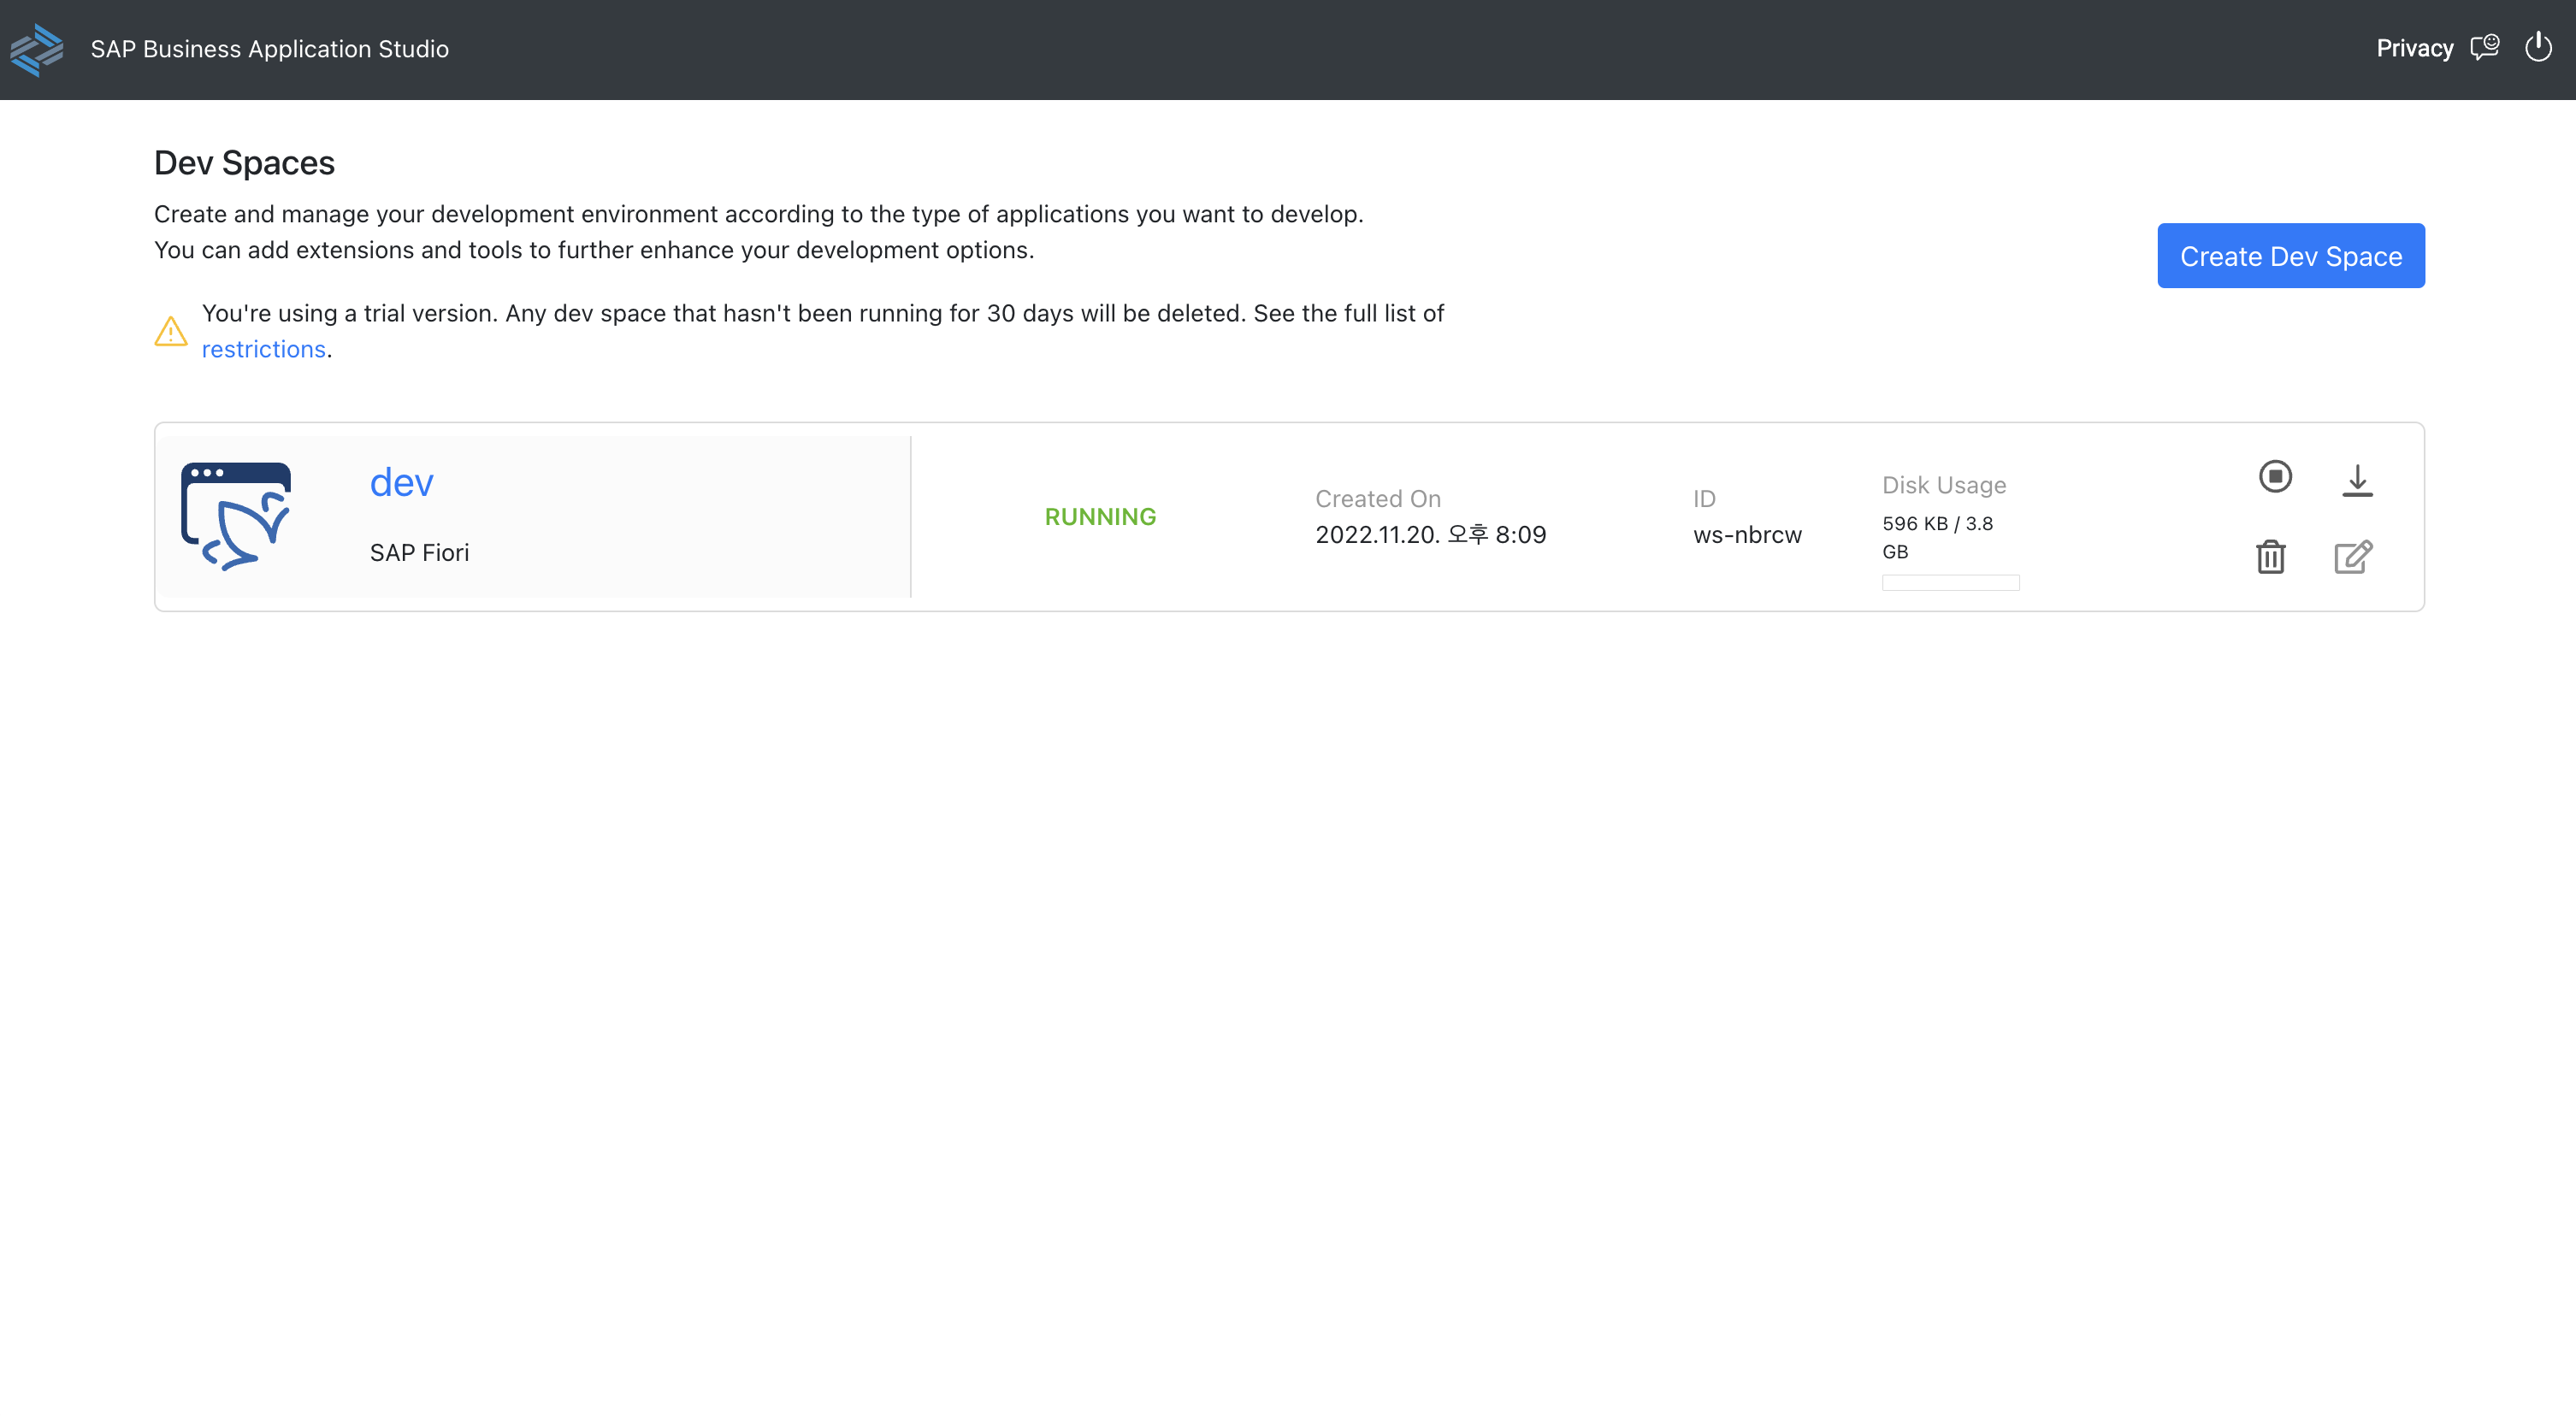 SAP Business Application Studio
Privacy
Dev Spaces
Create and manage your development environment according to the type of applications you want to develop.
You can add extensions and tools to further enhance your development options.
Create Dev Space
You're using a trial version. Any dev space that hasn't been running for 30 days will be deleted. See the full list of
restrictions.
dev
SAP Fiori
RUNNING
Created On
2022.11.20. 오후 8:09
ID
ws-nbrcw
Disk Usage
596 KB / 3.8
GB